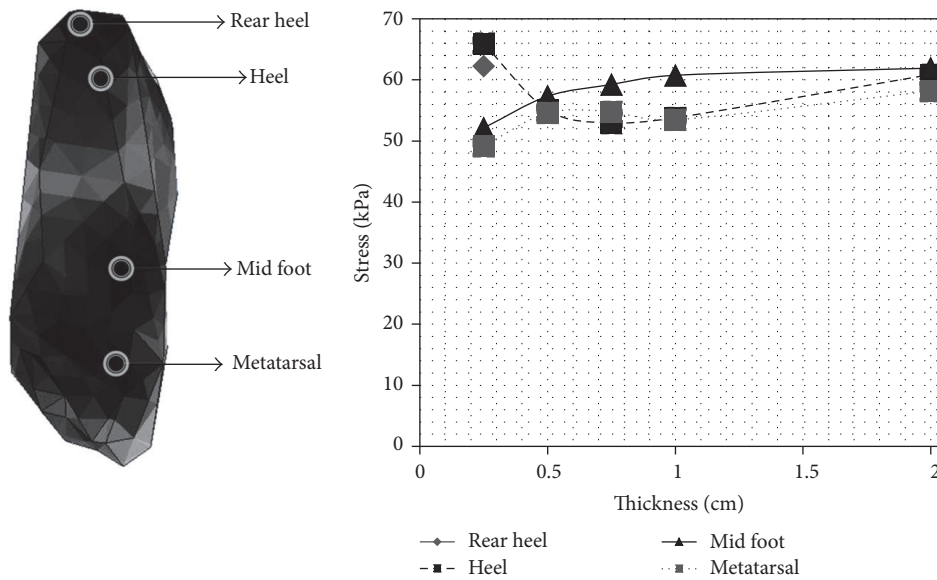 Rear heel
Heel
Mid foot
Metatarsal
70
60
50
40
30
20
10
0
Stress (kPa)
0
0.5
1
1.5
2
Thickness (cm)
Rear heel
Mid foot
Heel
Metatarsal